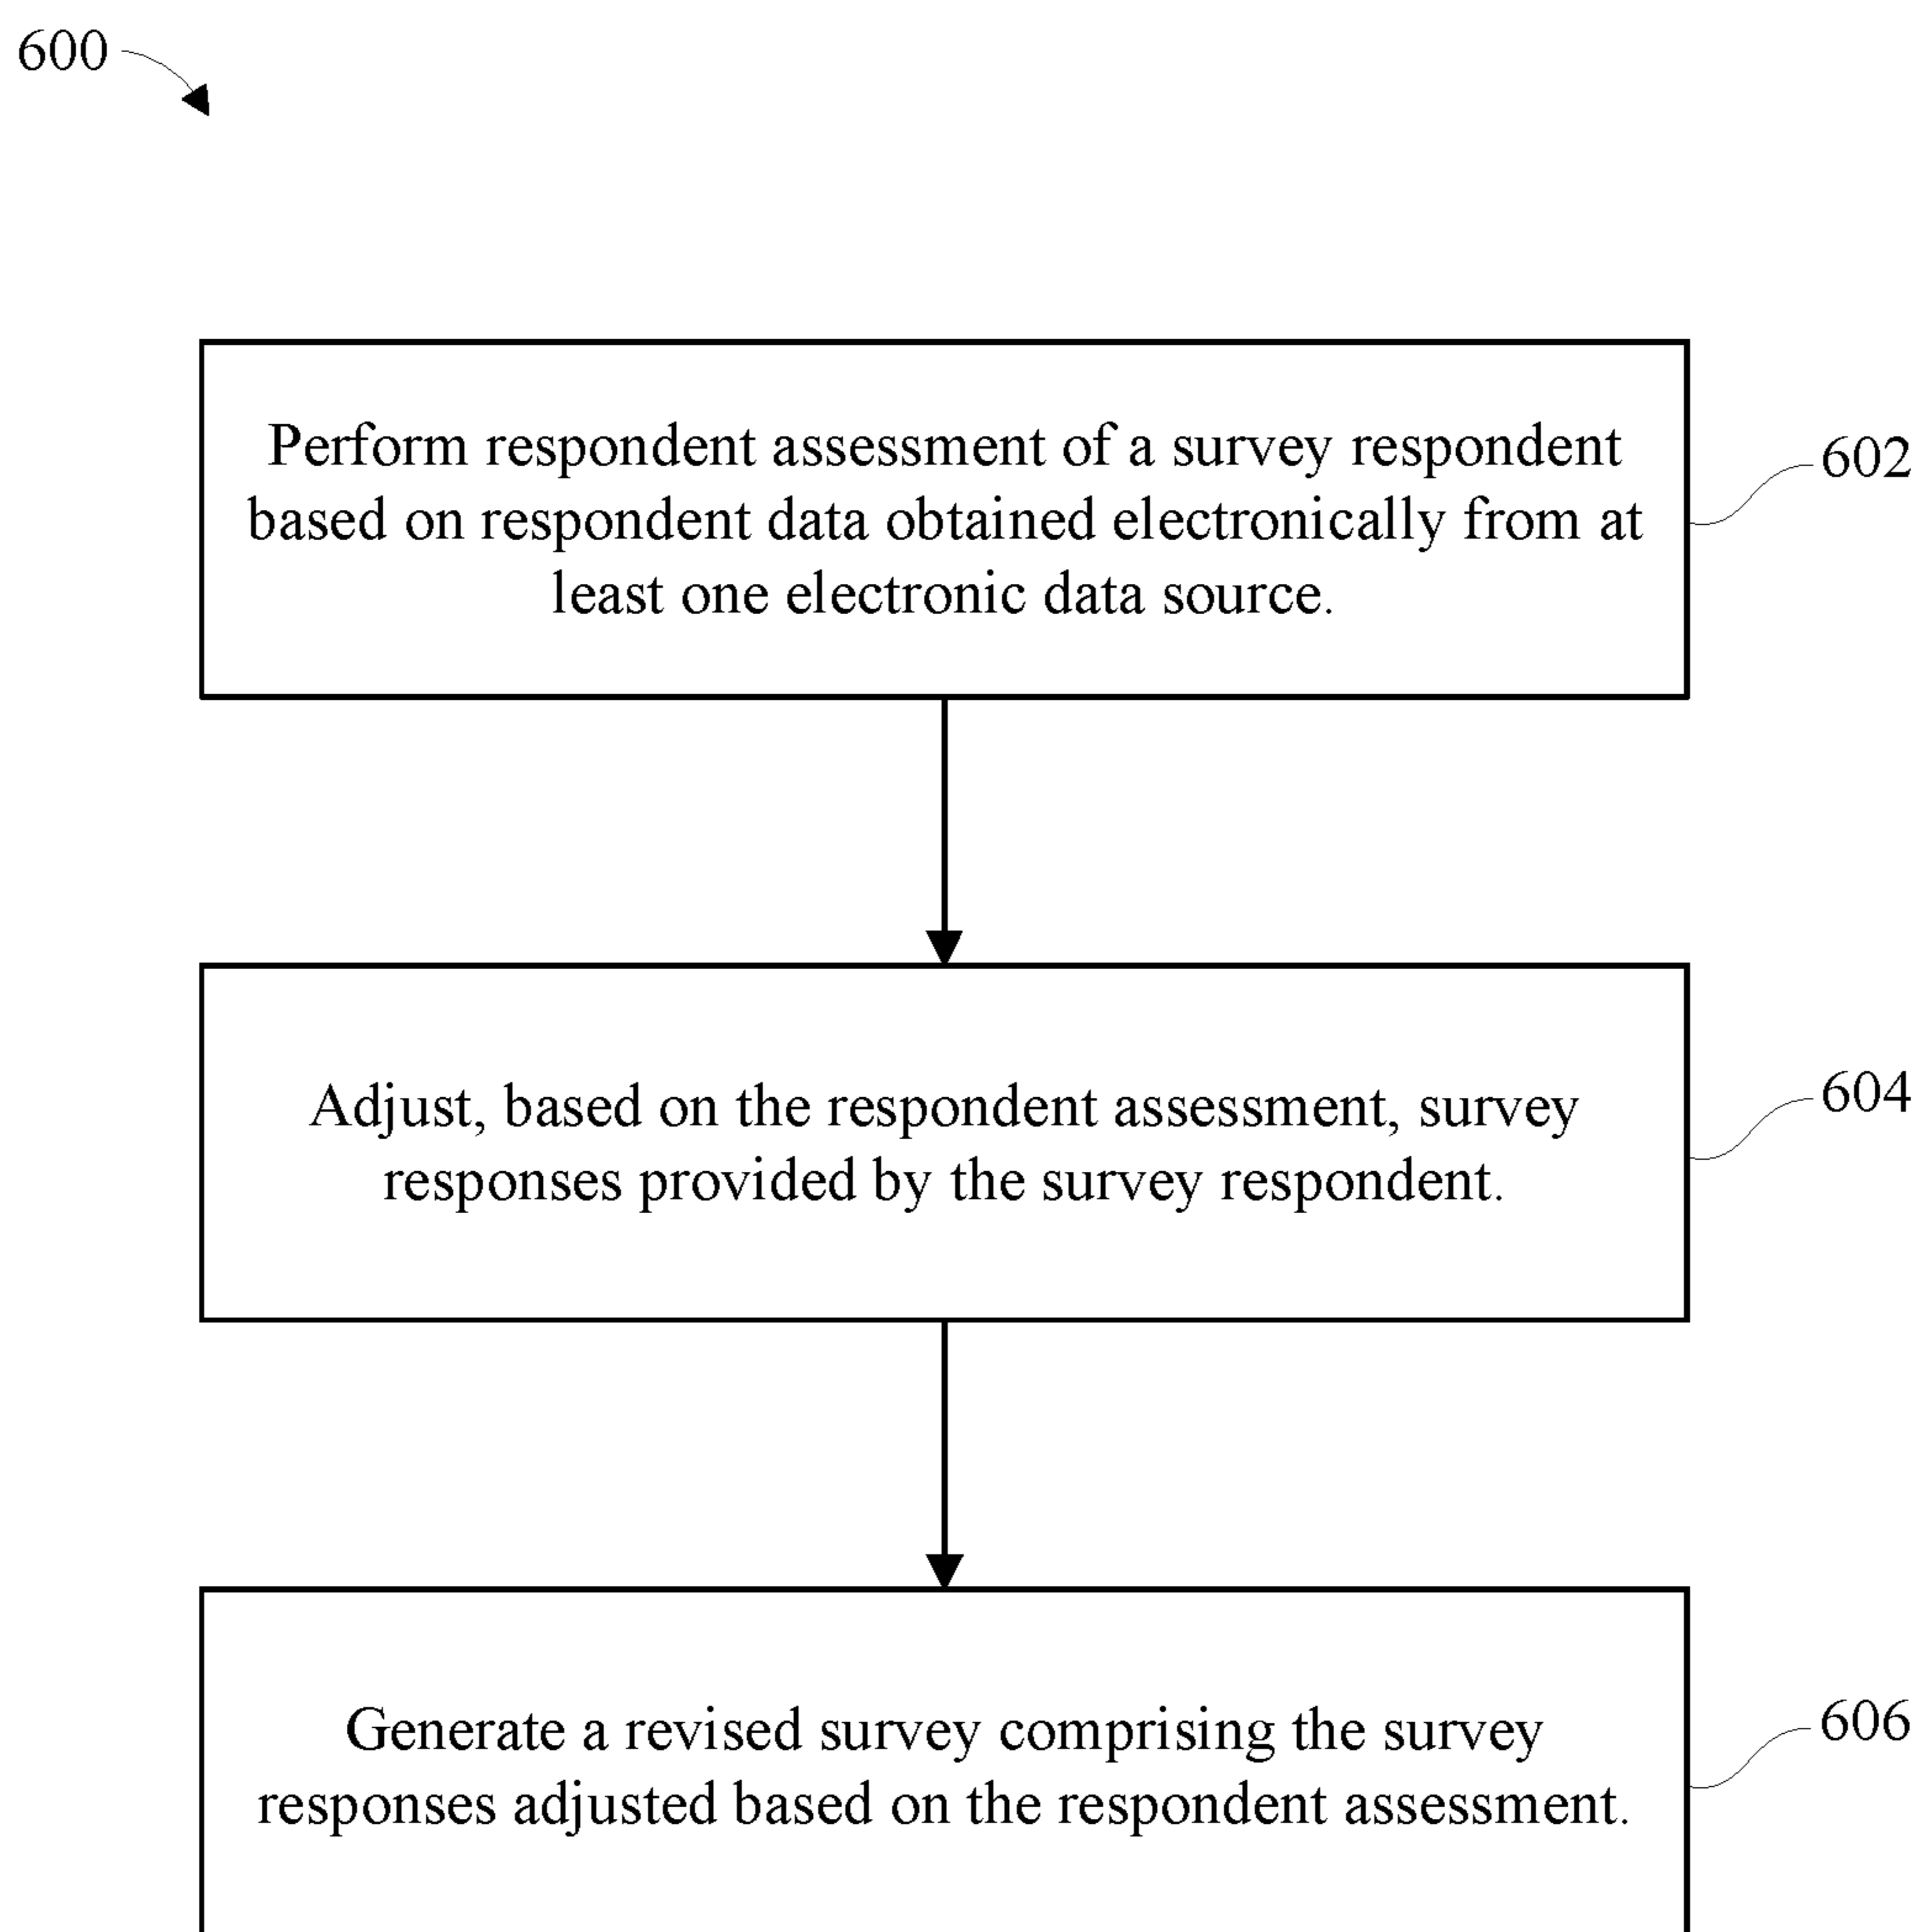 600
Perform respondent assessment of a survey respondent
based on respondent data obtained electronically from at
least one electronic data source.
602
Adjust, based on the respondent assessment, survey
responses provided by the survey respondent.
604
Generate a revised survey comprising the survey
responses adjusted based on the respondent assessment.
606